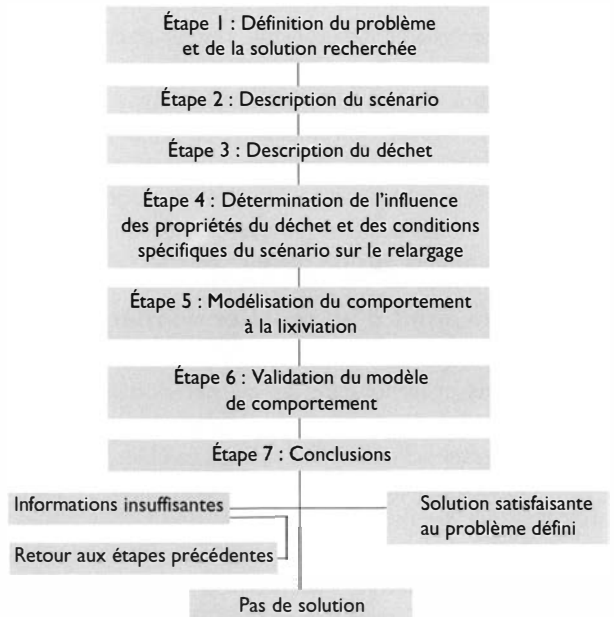 Étape 1 : Définition du problème
et de la solution recherchée
Étape 2 : Description du scénario
Étape 3 : Description du déchet
Étape 4 : Détermination de l'influence
des propriétés du déchet et des conditions
spécifiques du scénario sur le relargage
Étape 5 : Modélisation du comportement
à la lixiviation
Étape 6 : Validation du modèle
de comportement
Étape 7 : Conclusions
Informations insuffisantes
Solution satisfaisante
au problème défini
Retour aux étapes précédentes
Pas de solution